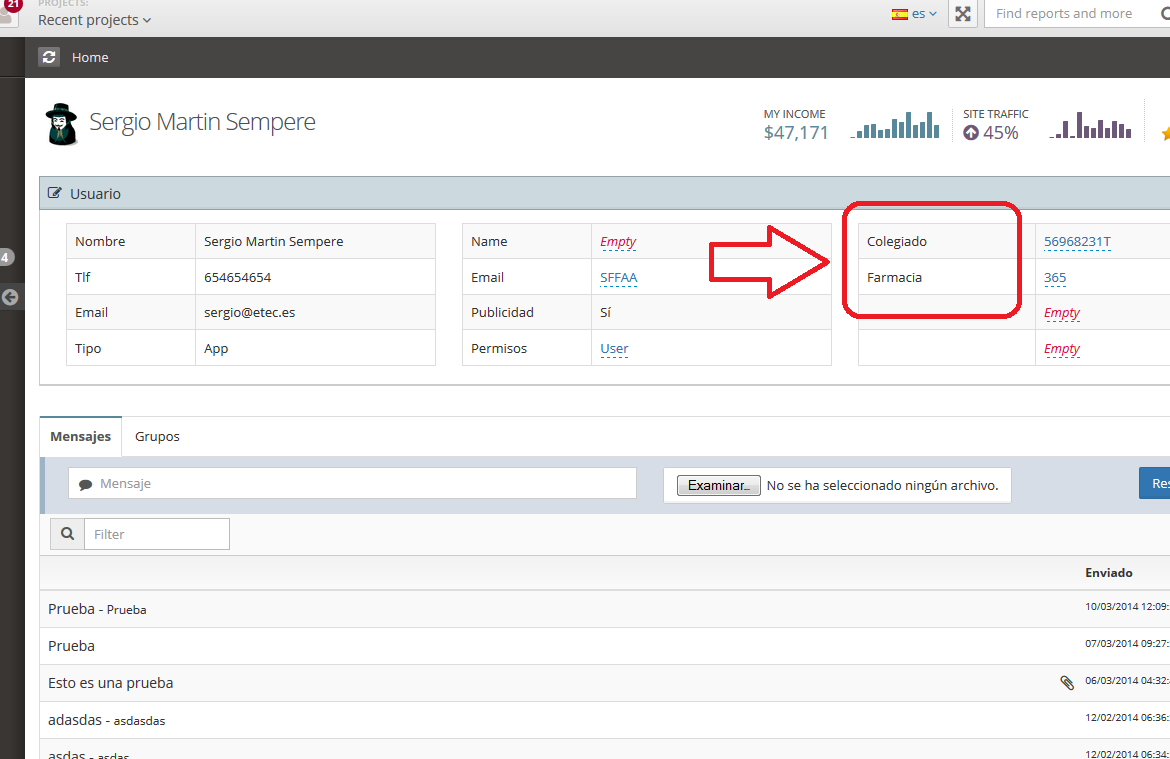 21
PROJECTS:
Recent projects
es
Find reports and more
Home
Sergio Martin Sempere
MY INCOME
$47,171
SITE TRAFFIC
45%
Usuario
Nombre Sergio Martin Sempere
Tlf 654654654
Email sergio@etec.es
Tipo App
Name Empty
Email SFFAA
Publicidad Sí
Permisos User
Colegiado 56968231T
Farmacia 365
Empty
Empty
4
Mensajes Grupos
Mensaje
Examinar... No se ha seleccionado ningún archivo.
Res
Filter
Enviado
Prueba - Prueba 10/03/2014 12:09:
Prueba 07/03/2014 09:27:
Esto es una prueba 06/03/2014 04:32:
adasdas - asdasdas 12/02/2014 06:36:
asdas - asdas 12/02/2014 06:34: